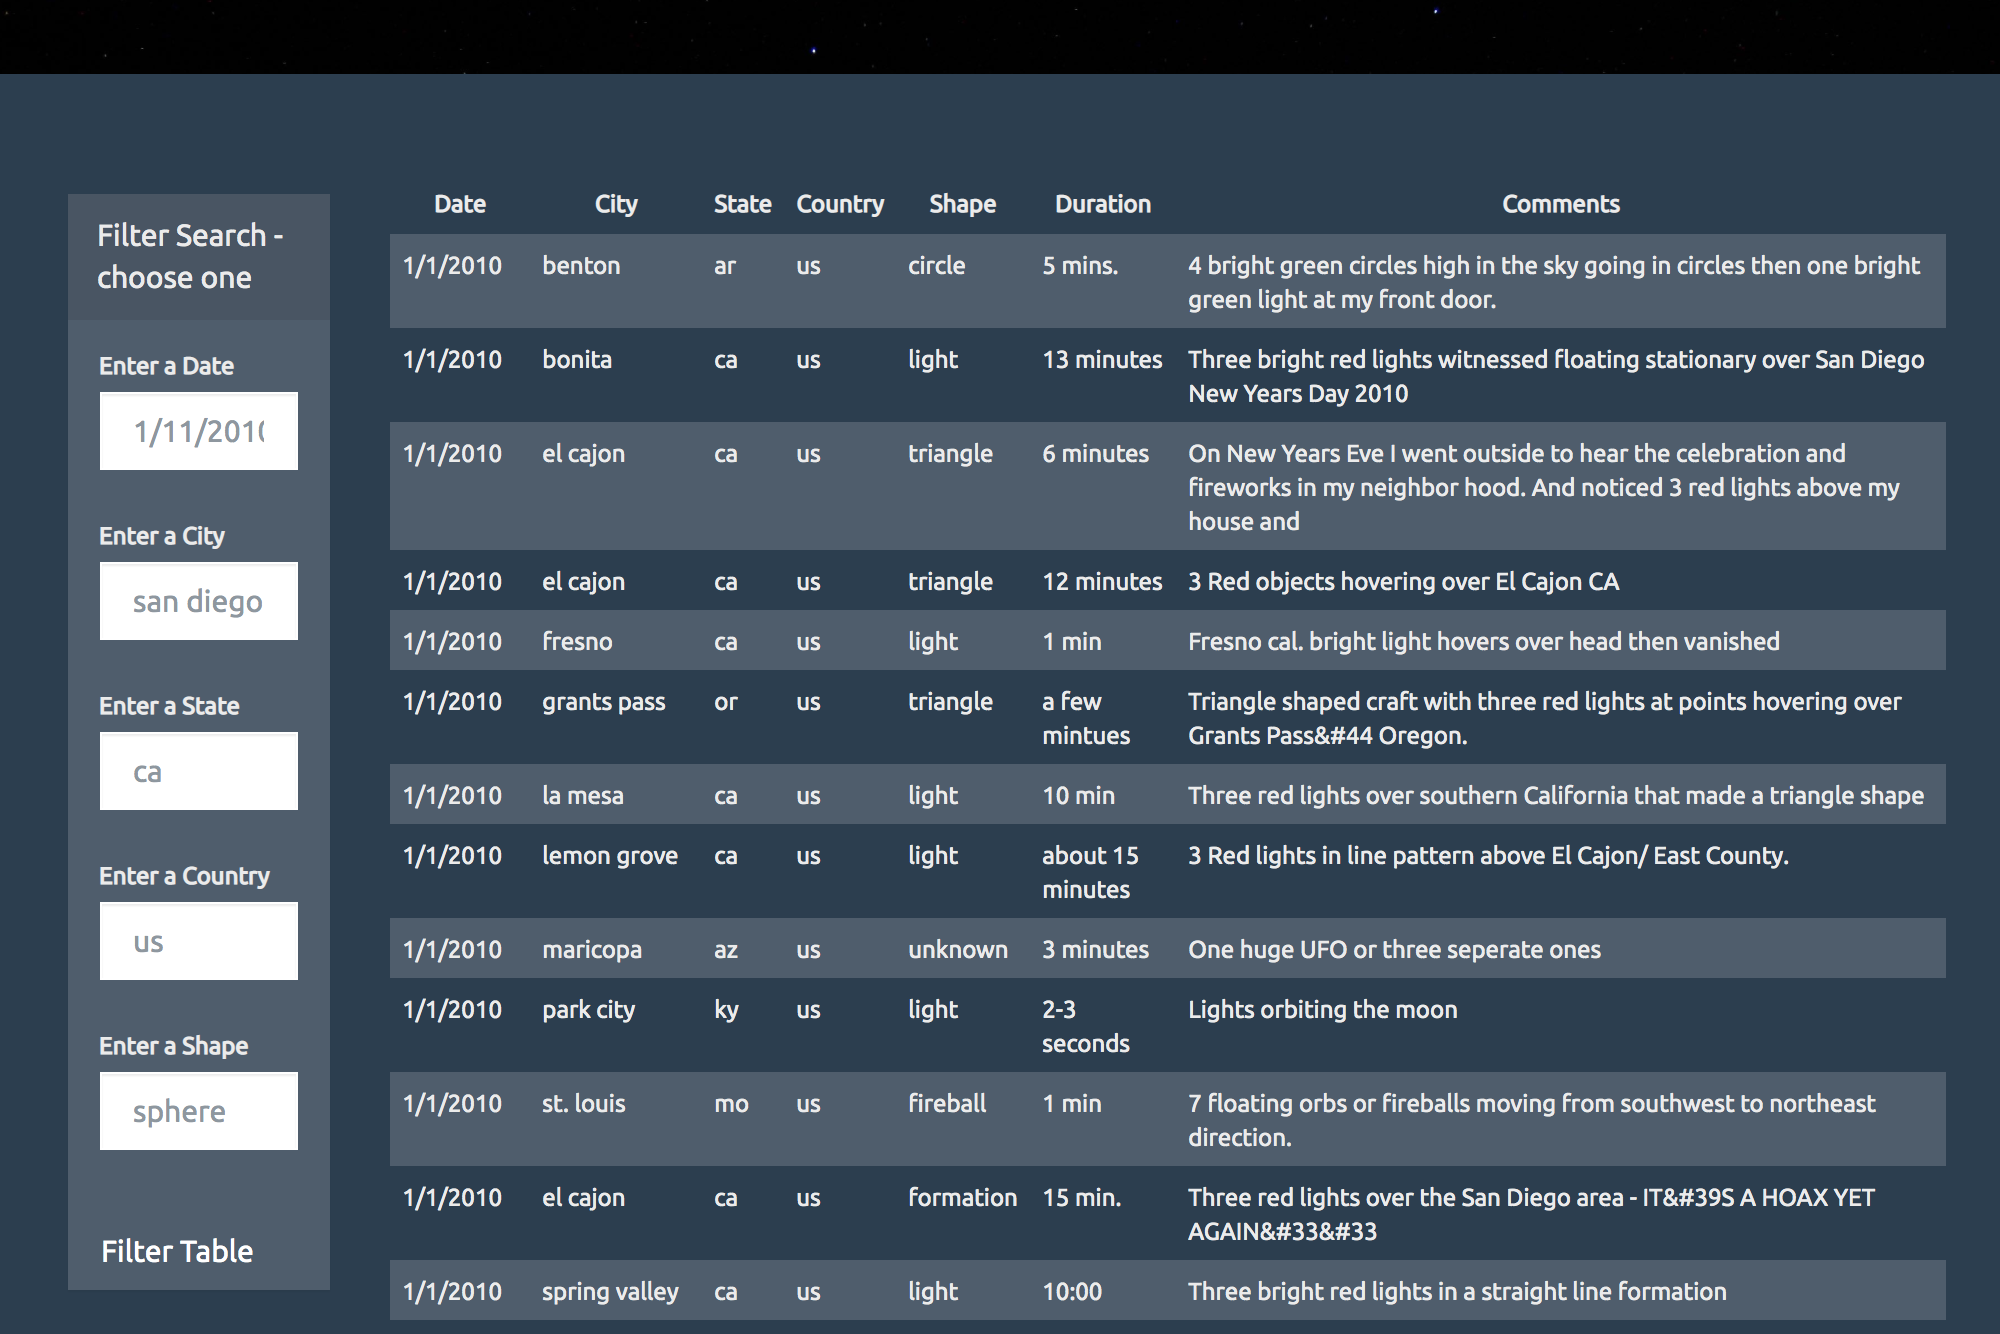 Filter Search -
choose one
Enter a Date
1/11/2010
Enter a City
san diego
Enter a State
ca
Enter a Country
us
Enter a Shape
sphere
Filter Table
Date City State Country Shape Duration Comments
1/1/2010 benton ar us circle 5 mins. 4 bright green circles high in the sky going in circles then one bright
green light at my front door.
1/1/2010 bonita ca us light 13 minutes Three bright red lights witnessed floating stationary over San Diego
New Years Day 2010
1/1/2010 el cajon ca us triangle 6 minutes On New Years Eve I went outside to hear the celebration and
fireworks in my neighbor hood. And noticed 3 red lights above my
house and
1/1/2010 el cajon ca us triangle 12 minutes 3 Red objects hovering over El Cajon CA
1/1/2010 fresno ca us light 1 min Fresno cal. bright light hovers over head then vanished
1/1/2010 grants pass or us triangle a few Triangle shaped craft with three red lights at points hovering over
mintues Grants Pass&#44 Oregon.
1/1/2010 la mesa ca us light 10 min Three red lights over southern California that made a triangle shape
1/1/2010 lemon grove ca us light about 15 3 Red lights in line pattern above El Cajon/ East County.
minutes
1/1/2010 maricopa az us unknown 3 minutes One huge UFO or three seperate ones
1/1/2010 park city ky us light 2-3 Lights orbiting the moon
seconds
1/1/2010 st. louis mo us fireball 1 min 7 floating orbs or fireballs moving from southwest to northeast
direction.
1/1/2010 el cajon ca us formation 15 min. Three red lights over the San Diego area - IT&#39S A HOAX YET
AGAIN&#33&#33
1/1/2010 spring valley ca us light 10:00 Three bright red lights in a straight line formation